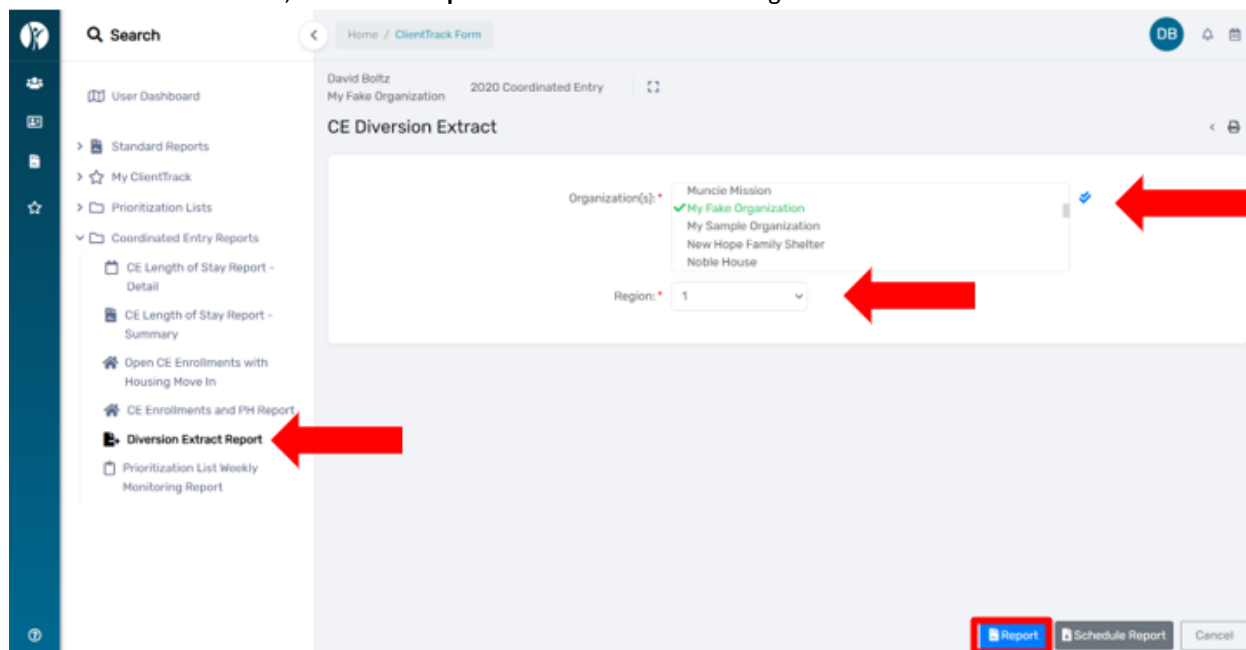 Search
Home / ClientTrack Form
DB
David Boltz
My Fake Organization
2020 Coordinated Entry
User Dashboard
CE Diversion Extract
Standard Reports
My ClientTrack
Prioritization Lists
Coordinated Entry Reports
CE Length of Stay Report -
Detail
CE Length of Stay Report -
Summary
Open CE Enrollments with
Housing Move In
CE Enrollments and PH Report
Diversion Extract Report
Prioritization List Weekly
Monitoring Report
Organization(s): *
Muncie Mission
My Fake Organization
My Sample Organization
New Hope Family Shelter
Noble House
Region: *
1
Report
Schedule Report
Cancel